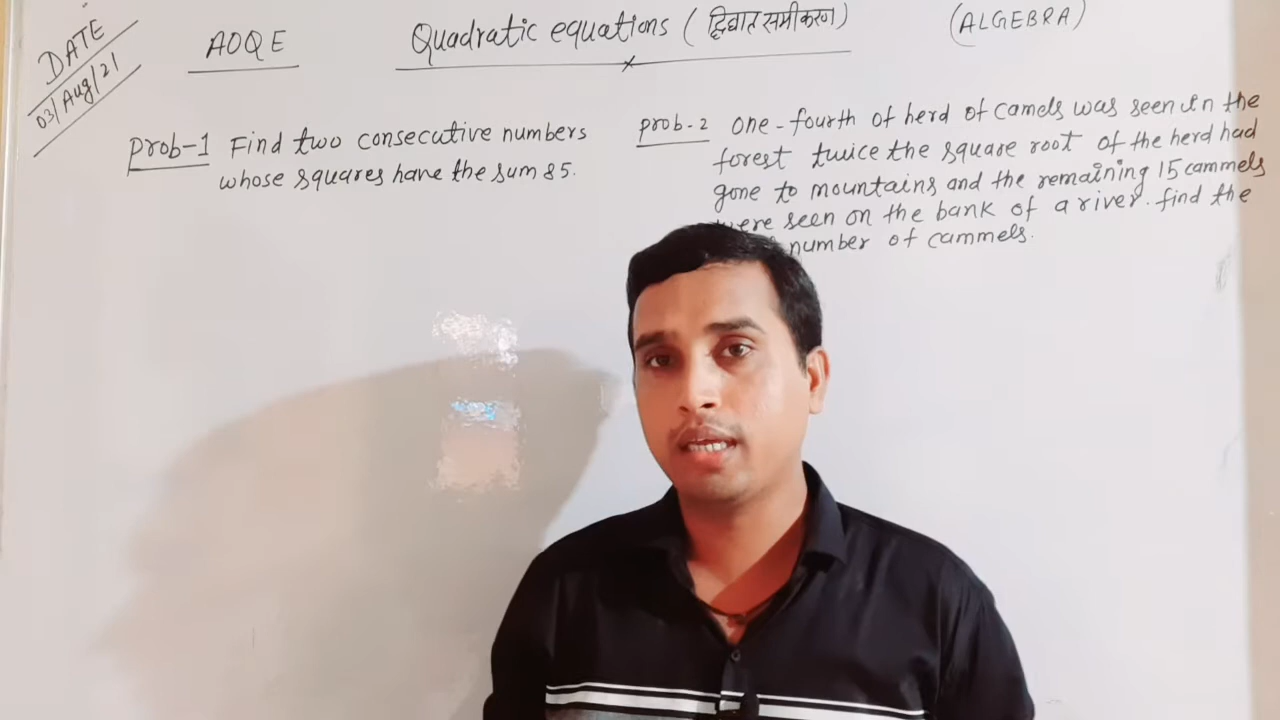 DATE
03/Aug/21
AOQE
Quadratic equations (द्विघात समीकरण)
(ALGEBRA)
Prob-1 Find two consecutive numbers
whose squares have the sum 85.
Prob-2 One-fourth of herd of camels was seen in the
forest twice the square root of the herd had
gone to mountains and the remaining 15 cammels
were seen on the bank of a river. find the
number of cammels.